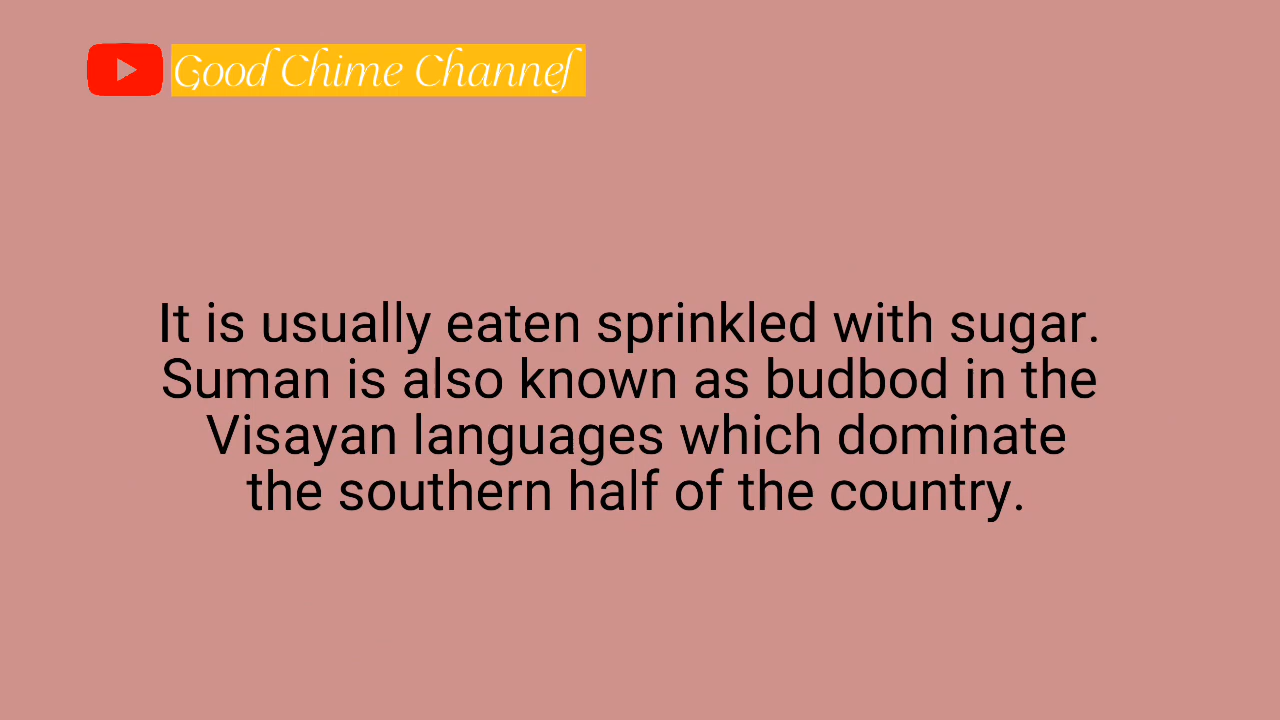 Good Chime Channel
It is usually eaten sprinkled with sugar.
Suman is also known as budbod in the
Visayan languages which dominate
the southern half of the country.